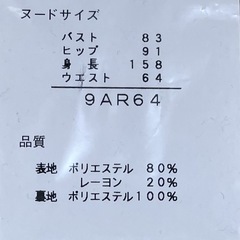 ヌードサイズ
バスト 83
ヒップ 91
身長 158
ウエスト 64
9AR64
品質
表地 ポリエステル 80%
レーヨン 20%
裏地 ポリエステル100%